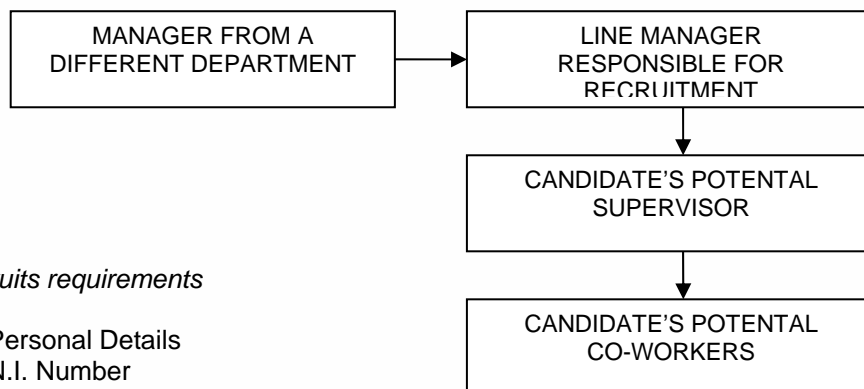 MANAGER FROM A
DIFFERENT DEPARTMENT
LINE MANAGER
RESPONSIBLE FOR
RECRUITMENT
CANDIDATE'S POTENTAL
SUPERVISOR
CANDIDATE'S POTENTAL
CO-WORKERS
uits requirements
Personal Details
N.I. Number